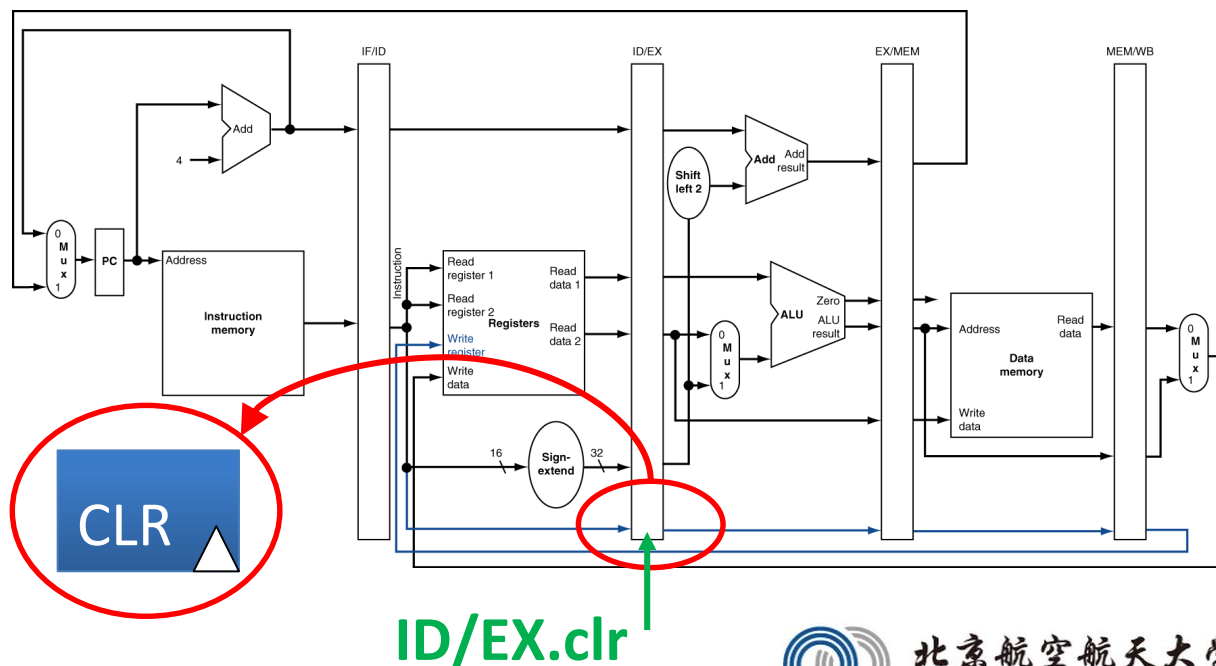 IF/ID
ID/EX
EX/MEM
MEM/WB
Add
4
Shift
left 2
Add
Add
result
0
M
u
x
1
PC
Address
Instruction
memory
Instruction
Read
register 1
Read
data 1
Read
register 2
Registers
Read
data 2
Write
register
Write
data
0
M
u
x
1
Zero
ALU
ALU
result
Address
Read
data
Data
memory
Write
data
0
M
u
x
1
16
Sign-
extend
32
CLR
ID/EX.clr
北京航空航天大学